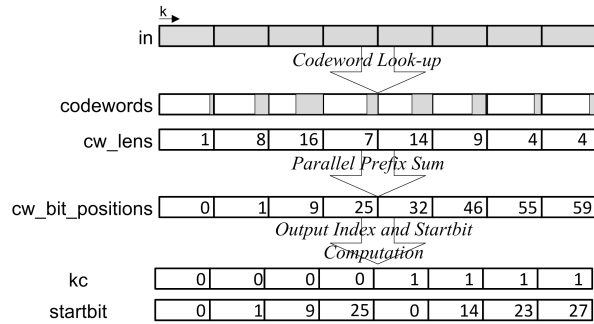 k
in
Codeword Look-up
codewords
cw_lens 1 8 16 7 14 9 4 4
Parallel Prefix Sum
cw_bit_positions 0 1 9 25 32 46 55 59
Output Index and Startbit
Computation
kc 0 0 0 0 1 1 1 1
startbit 0 1 9 25 0 14 23 27